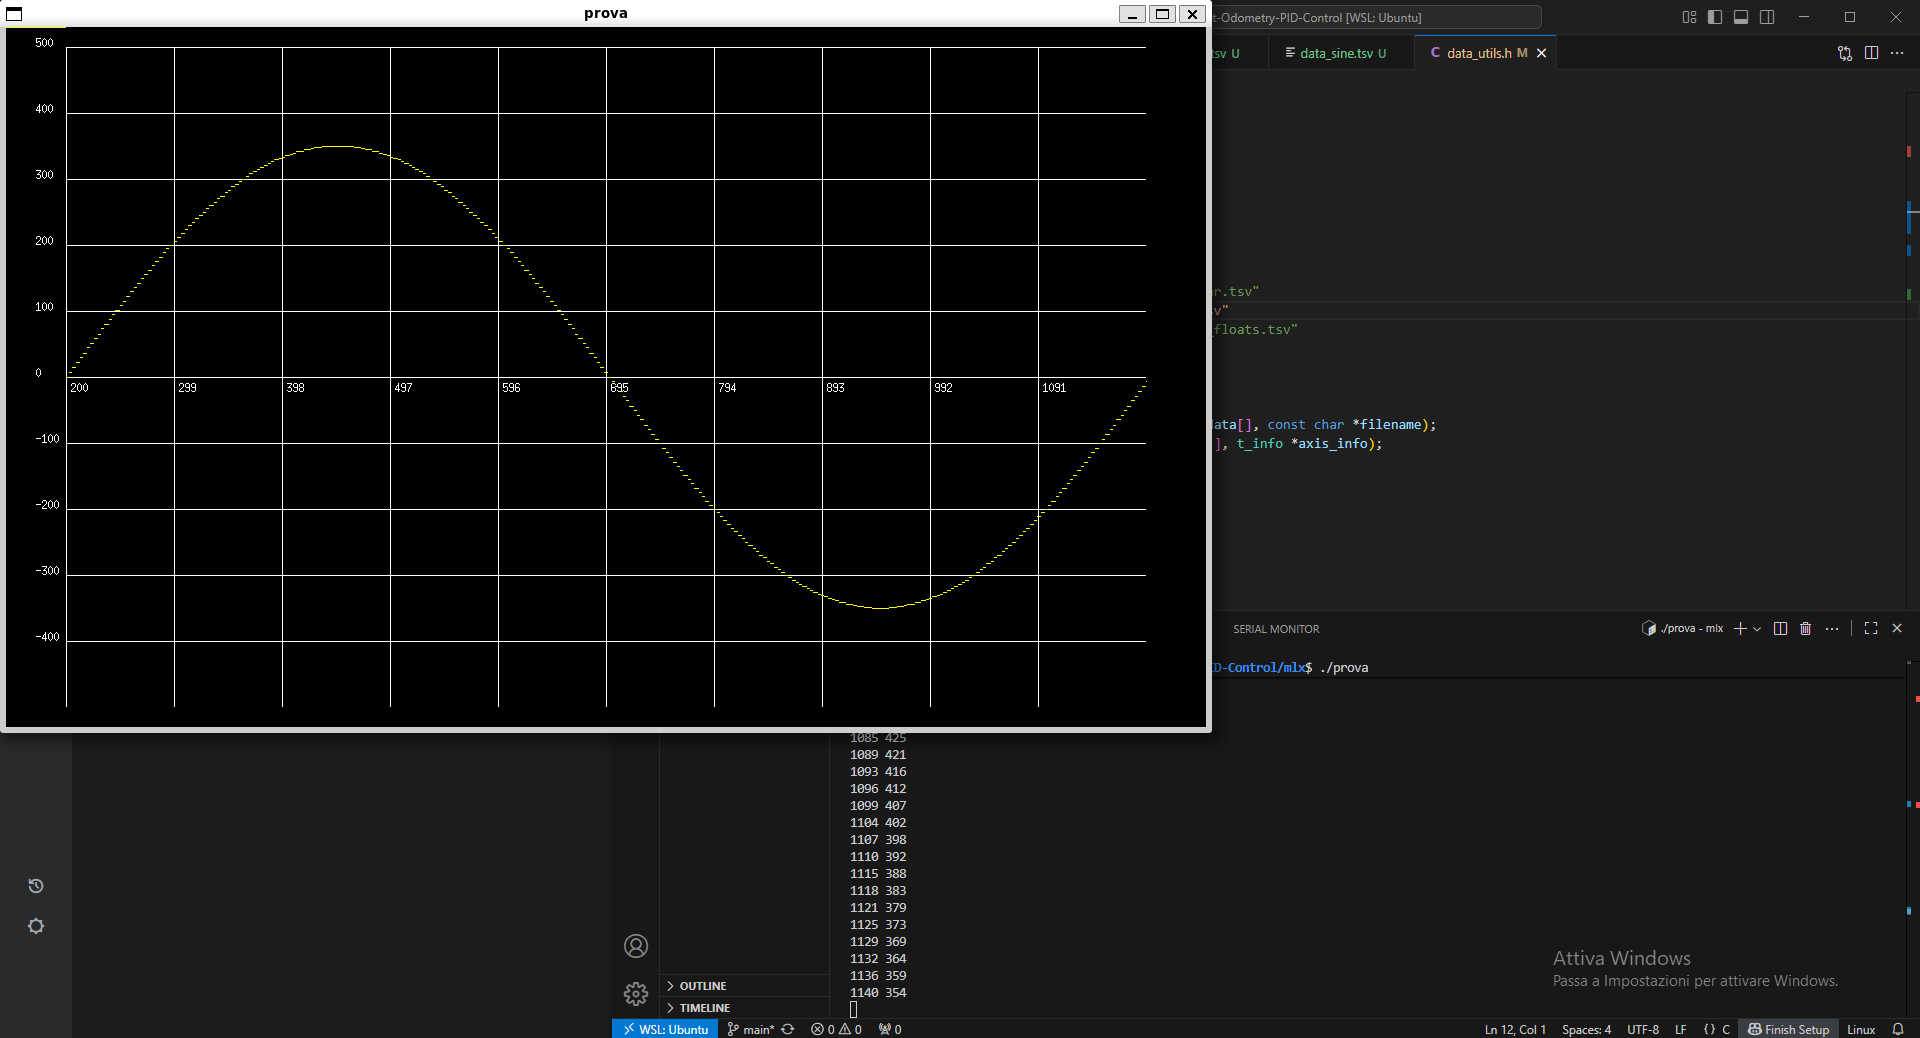 prova
t-Odometry-PID-Control [WSL: Ubuntu]
tsv U
data_sine.tsv U
C data_utils.h M
500
400
300
200
100
0
200 299 398 497 596 695 794 893 992 1091
-100
-200
-300
-400
r.tsv"
sv"
_floats.tsv"
data[], const char *filename);
], t_info *axis_info);
SERIAL MONITOR
./prova - mlx
ID-Control/mlx$ ./prova
1085 425
1089 421
1093 416
1096 412
1099 407
1104 402
1107 398
1110 392
1115 388
1118 383
1121 379
1125 373
1129 369
1132 364
1136 359
1140 354
OUTLINE
TIMELINE
Attiva Windows
Passa a Impostazioni per attivare Windows.
WSL: Ubuntu main* 0 0 0 Ln 12, Col 1 Spaces: 4 UTF-8 LF {} C Finish Setup Linux